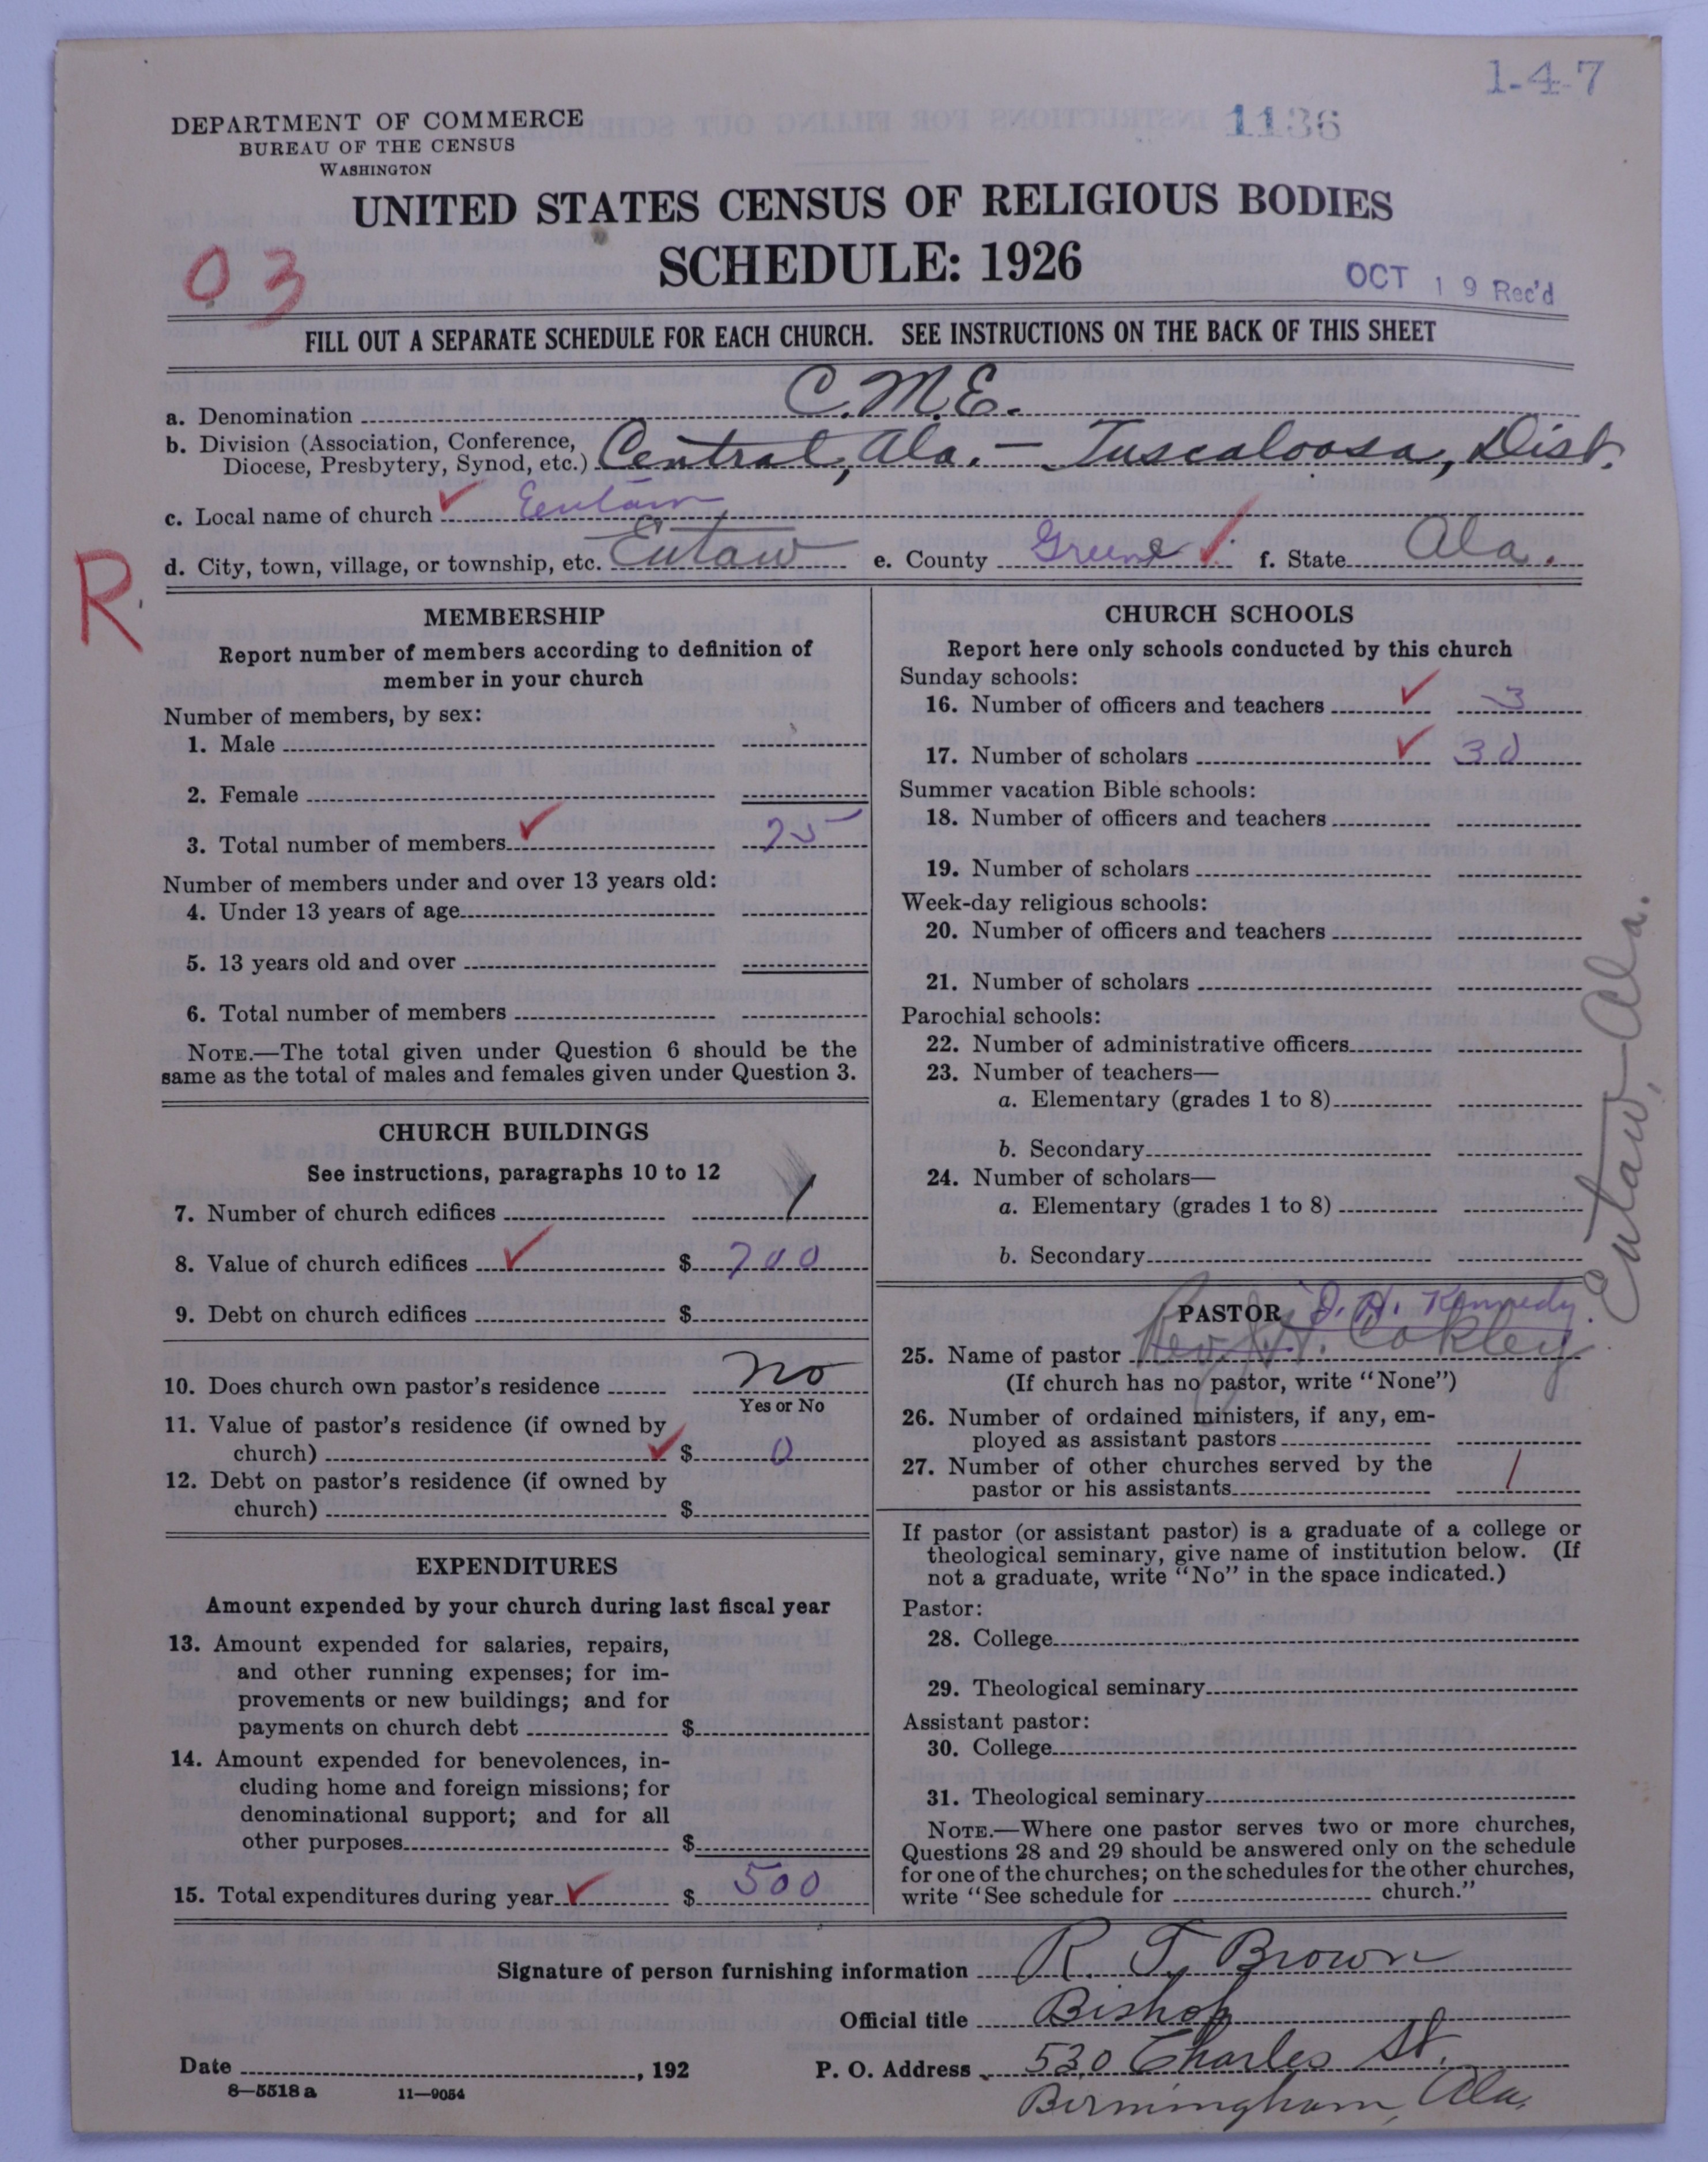 1-4-7
1136
DEPARTMENT OF COMMERCE
BUREAU OF THE CENSUS
WASHINGTON
UNITED STATES CENSUS OF RELIGIOUS BODIES
SCHEDULE: 1926
03
OCT 19 Rec'd
FILL OUT A SEPARATE SCHEDULE FOR EACH CHURCH. SEE INSTRUCTIONS ON THE BACK OF THIS SHEET
a. Denomination C.M.E.
b. Division (Association, Conference,
Diocese, Presbytery, Synod, etc.) Central, Ala. — Tuscaloosa, Dist.
c. Local name of church Eutaw
d. City, town, village, or township, etc. Eutaw e. County Greene f. State Ala.
R.
MEMBERSHIP
Report number of members according to definition of
member in your church
Number of members, by sex:
1. Male
2. Female
3. Total number of members 75
Number of members under and over 13 years old:
4. Under 13 years of age
5. 13 years old and over
6. Total number of members
NOTE.—The total given under Question 6 should be the
same as the total of males and females given under Question 3.
CHURCH BUILDINGS
See instructions, paragraphs 10 to 12
7. Number of church edifices 1
8. Value of church edifices $ 700
9. Debt on church edifices $
10. Does church own pastor's residence No
Yes or No
11. Value of pastor's residence (if owned by
church) $ 0
12. Debt on pastor's residence (if owned by
church) $
EXPENDITURES
Amount expended by your church during last fiscal year
13. Amount expended for salaries, repairs,
and other running expenses; for im-
provements or new buildings; and for
payments on church debt $
14. Amount expended for benevolences, in-
cluding home and foreign missions; for
denominational support; and for all
other purposes $
15. Total expenditures during year $ 500
CHURCH SCHOOLS
Report here only schools conducted by this church
Sunday schools:
16. Number of officers and teachers 3
17. Number of scholars 30
Summer vacation Bible schools:
18. Number of officers and teachers
19. Number of scholars
Week-day religious schools:
20. Number of officers and teachers
21. Number of scholars
Parochial schools:
22. Number of administrative officers
23. Number of teachers—
a. Elementary (grades 1 to 8)
b. Secondary
24. Number of scholars—
a. Elementary (grades 1 to 8)
b. Secondary
Eutaw, Ala.
PASTOR J. H. Kennedy
25. Name of pastor Rev. J. H. Coakley
(If church has no pastor, write "None")
26. Number of ordained ministers, if any, em-
ployed as assistant pastors
27. Number of other churches served by the
pastor or his assistants 1
If pastor (or assistant pastor) is a graduate of a college or
theological seminary, give name of institution below. (If
not a graduate, write "No" in the space indicated.)
Pastor:
28. College
29. Theological seminary
Assistant pastor:
30. College
31. Theological seminary
NOTE.—Where one pastor serves two or more churches,
Questions 28 and 29 should be answered only on the schedule
for one of the churches; on the schedules for the other churches,
write "See schedule for church."
Signature of person furnishing information R. T. Brown
Official title Bishop
Date , 192 P. O. Address 530 Charles St.
8—5518 a 11—9054
Birmingham, Ala.